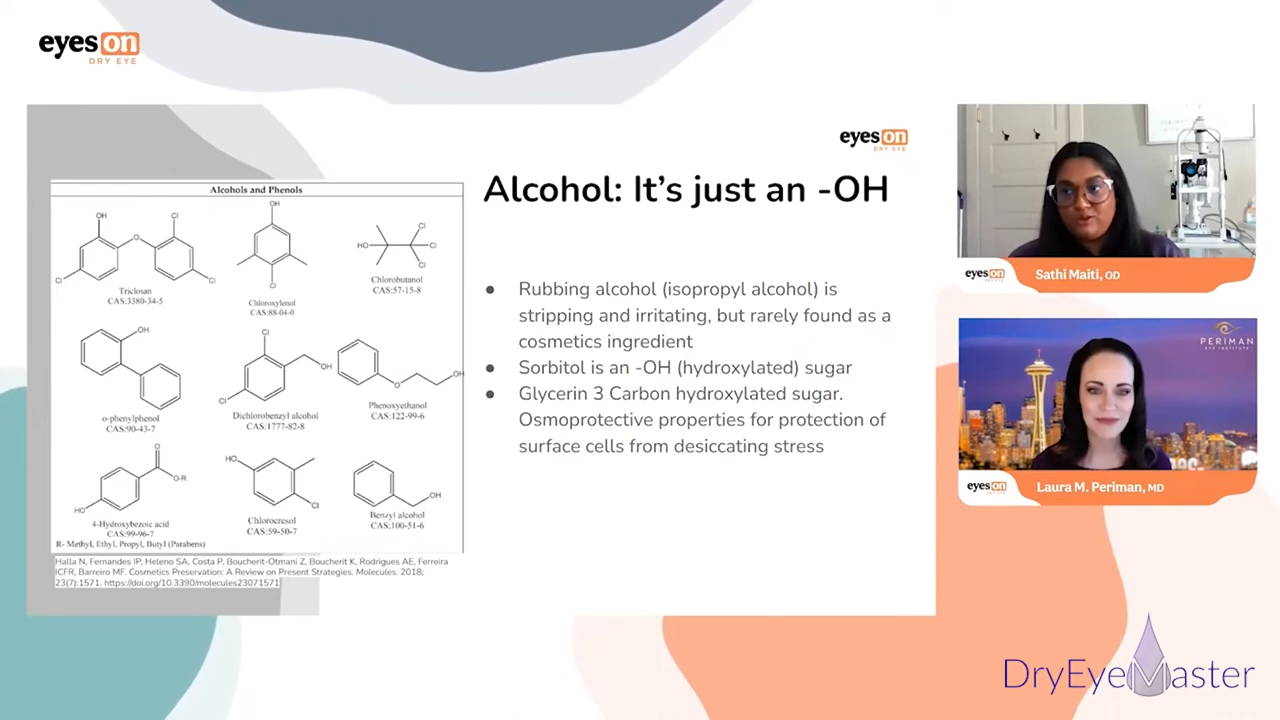 eyes on
DRY EYE
eyes on
DRY EYE
Alcohol: It's just an -OH
● Rubbing alcohol (isopropyl alcohol) is
stripping and irritating, but rarely found as a
cosmetics ingredient
● Sorbitol is an -OH (hydroxylated) sugar
● Glycerin 3 Carbon hydroxylated sugar.
Osmoprotective properties for protection of
surface cells from desiccating stress
Alcohols and Phenols
OH
Cl
O
Cl
Cl
Triclosan
CAS:3380-34-5
OH
Cl
Chloroxylenol
CAS:88-04-0
HO
Cl
Cl
Cl
Chlorobutanol
CAS:57-15-8
OH
o-phenylphenol
CAS:90-43-7
Cl
OH
Cl
Dichlorobenzyl alcohol
CAS:1777-82-8
O
OH
Phenoxyethanol
CAS:122-99-6
O
O-R
HO
4-Hydroxybezoic acid
CAS:99-96-7
R- Methyl, Ethyl, Propyl, Butyl (Parabens)
HO
Cl
Chlorocresol
CAS:59-50-7
OH
Benzyl alcohol
CAS:100-51-6
Halla N, Fernandes IP, Heleno SA, Costa P, Boucherit-Otmani Z, Boucherit K, Rodrigues AE, Ferreira
ICFR, Barreiro MF. Cosmetics Preservation: A Review on Present Strategies. Molecules. 2018;
23(7):1571. https://doi.org/10.3390/molecules23071571
eyes on
DRY EYE
Sathi Maiti, OD
PERIMAN
EYE INSTITUTE
eyes on
DRY EYE
Laura M. Periman, MD
DryEyeMaster